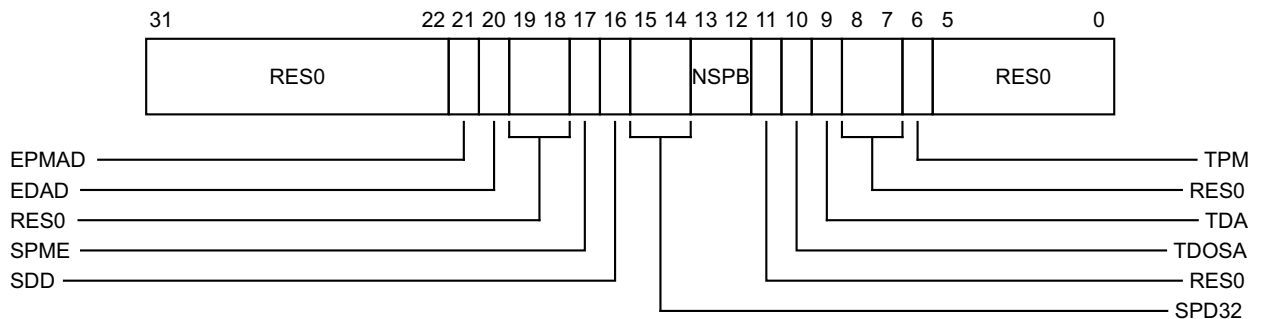 31 22 21 20 19 18 17 16 15 14 13 12 11 10 9 8 7 6 5 0
RES0 NSPB RES0
EPMAD TPM
EDAD RES0
RES0 TDA
SPME TDOSA
SDD RES0
SPD32